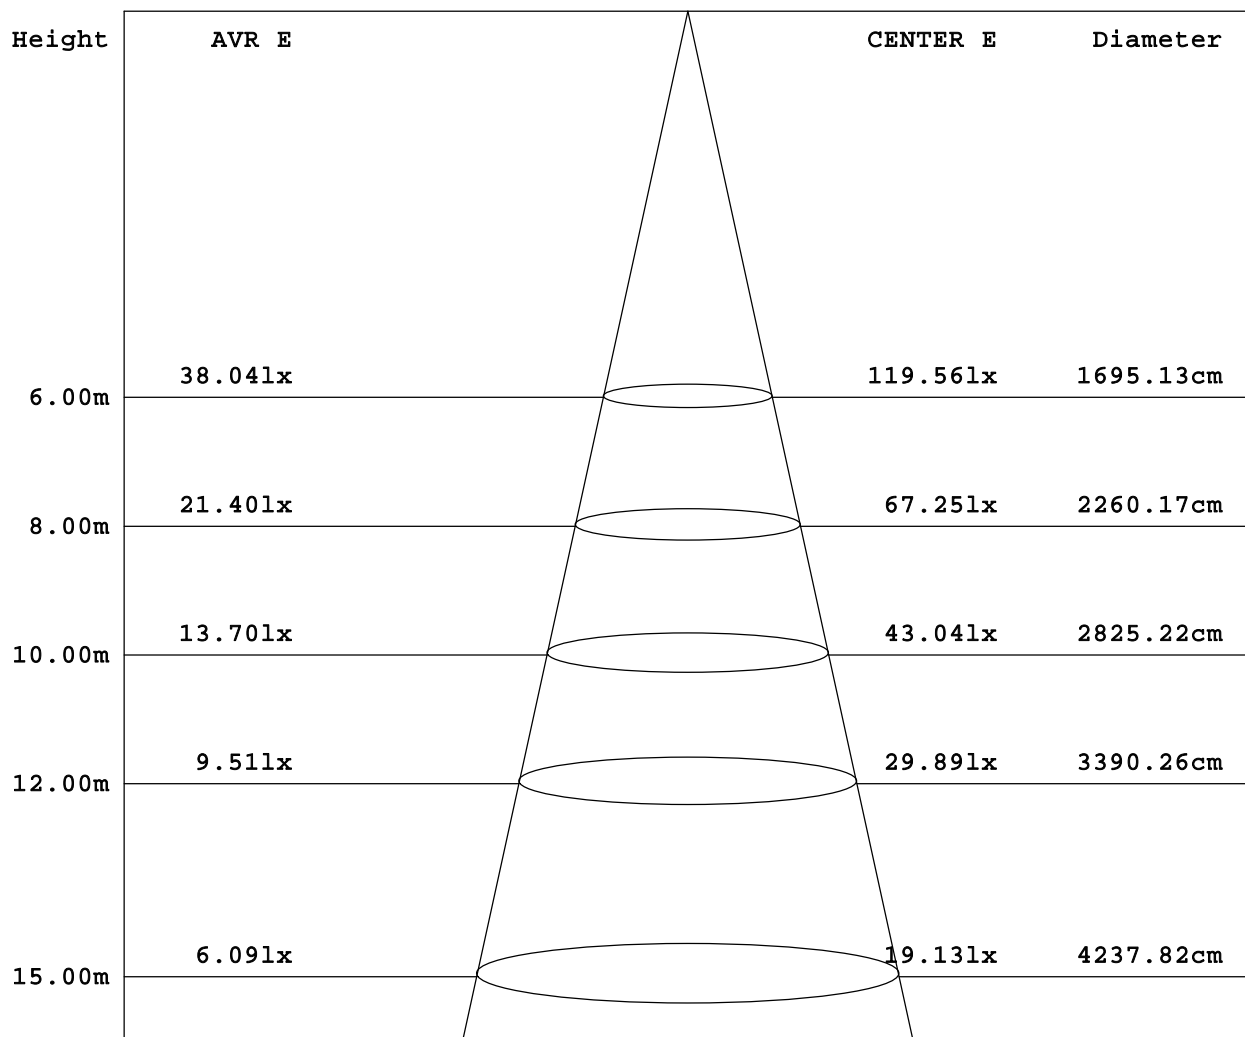 Height AVR E CENTER E Diameter
38.04lx 119.56lx 1695.13cm
6.00m
21.40lx 67.25lx 2260.17cm
8.00m
13.70lx 43.04lx 2825.22cm
10.00m
9.51lx 29.89lx 3390.26cm
12.00m
6.09lx 19.13lx 4237.82cm
15.00m